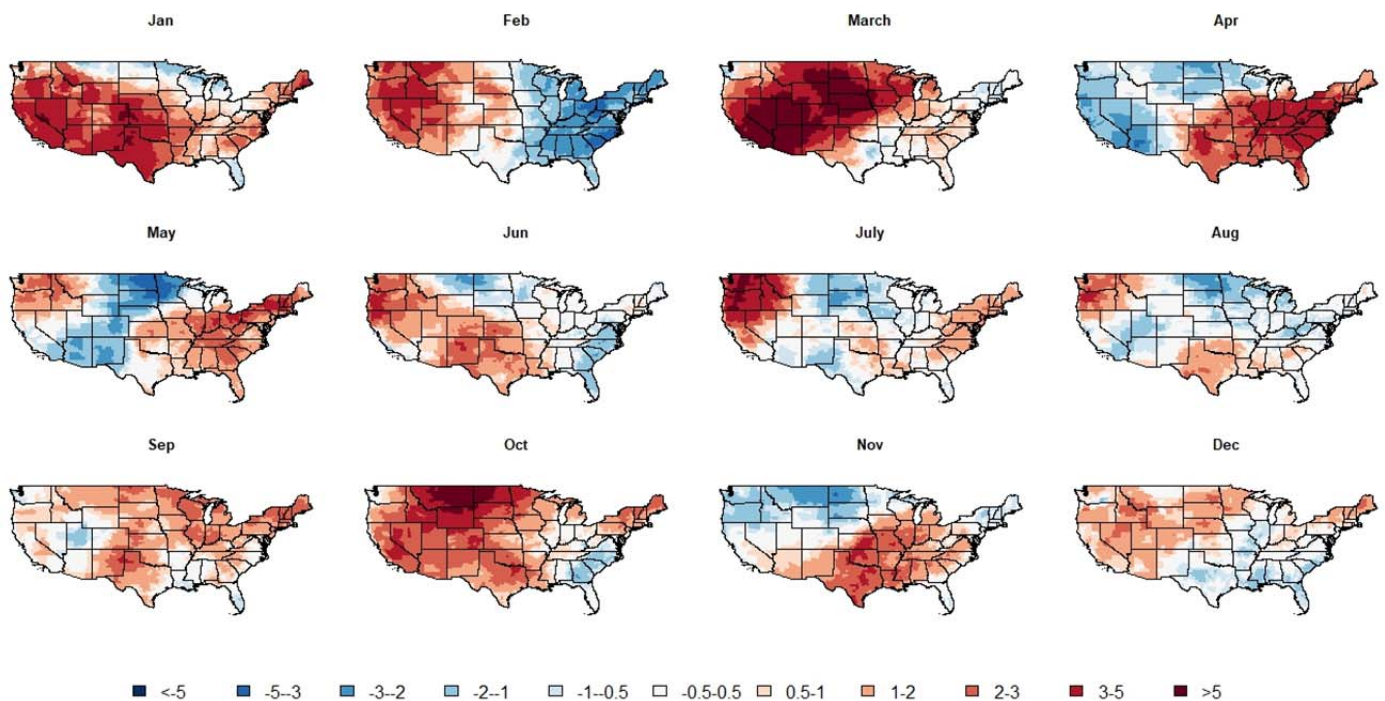 Jan Feb March Apr
May Jun July Aug
Sep Oct Nov Dec
<-5 -5--3 -3--2 -2--1 -1--0.5 -0.5-0.5 0.5-1 1-2 2-3 3-5 >5